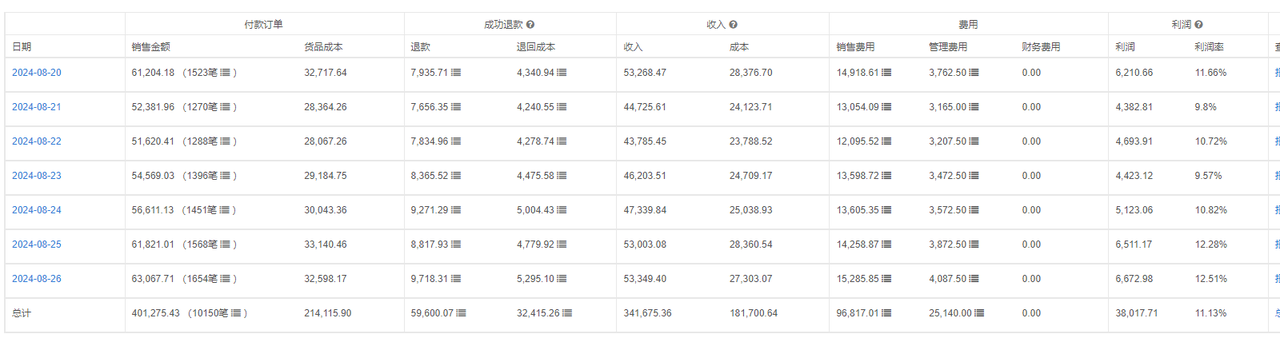 付款订单 成功退款 收入 费用 利润
日期 销售金额 货品成本 退款 退回成本 收入 成本 销售费用 管理费用 财务费用 利润 利润率
2024-08-20 61,204.18 （1523笔 ） 32,717.64 7,935.71 4,340.94 53,268.47 28,376.70 14,918.61 3,762.50 0.00 6,210.66 11.66%
2024-08-21 52,381.96 （1270笔 ） 28,364.26 7,656.35 4,240.55 44,725.61 24,123.71 13,054.09 3,165.00 0.00 4,382.81 9.8%
2024-08-22 51,620.41 （1288笔 ） 28,067.26 7,834.96 4,278.74 43,785.45 23,788.52 12,095.52 3,207.50 0.00 4,693.91 10.72%
2024-08-23 54,569.03 （1396笔 ） 29,184.75 8,365.52 4,475.58 46,203.51 24,709.17 13,598.72 3,472.50 0.00 4,423.12 9.57%
2024-08-24 56,611.13 （1451笔 ） 30,043.36 9,271.29 5,004.43 47,339.84 25,038.93 13,605.35 3,572.50 0.00 5,123.06 10.82%
2024-08-25 61,821.01 （1568笔 ） 33,140.46 8,817.93 4,779.92 53,003.08 28,360.54 14,258.87 3,872.50 0.00 6,511.17 12.28%
2024-08-26 63,067.71 （1654笔 ） 32,598.17 9,718.31 5,295.10 53,349.40 27,303.07 15,285.85 4,087.50 0.00 6,672.98 12.51%
总计 401,275.43 （10150笔 ） 214,115.90 59,600.07 32,415.26 341,675.36 181,700.64 96,817.01 25,140.00 0.00 38,017.71 11.13%